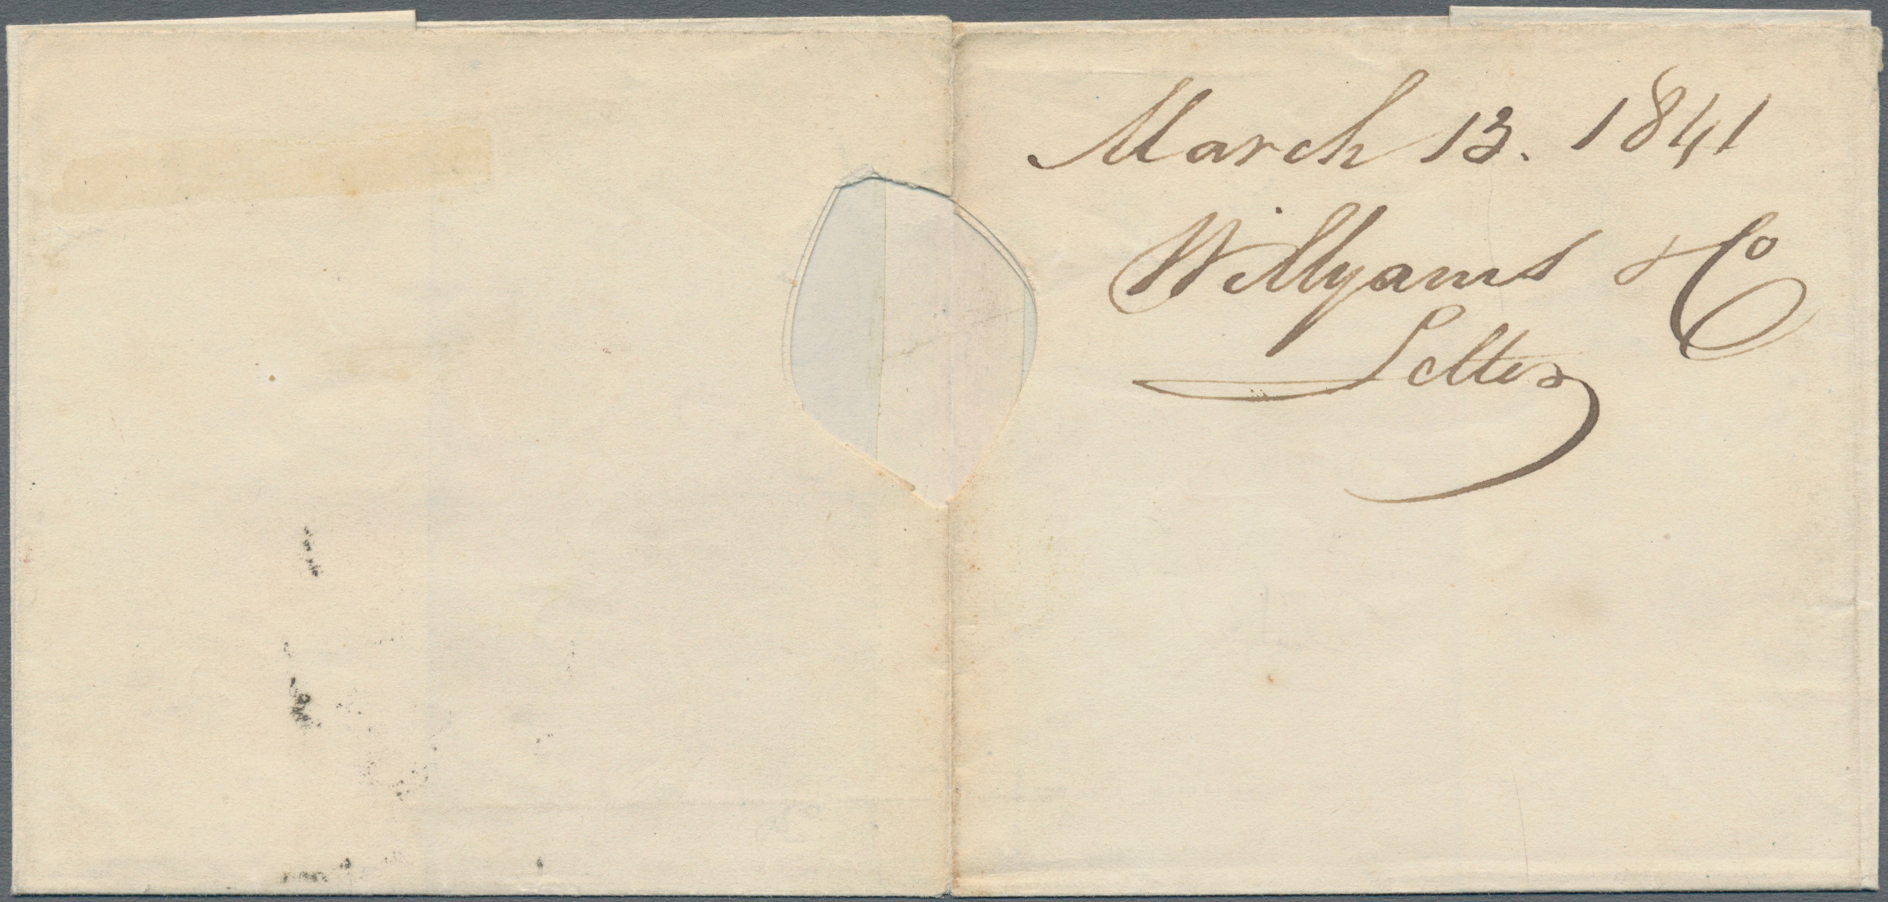 March 13. 1841
Willyams & Co
Letter